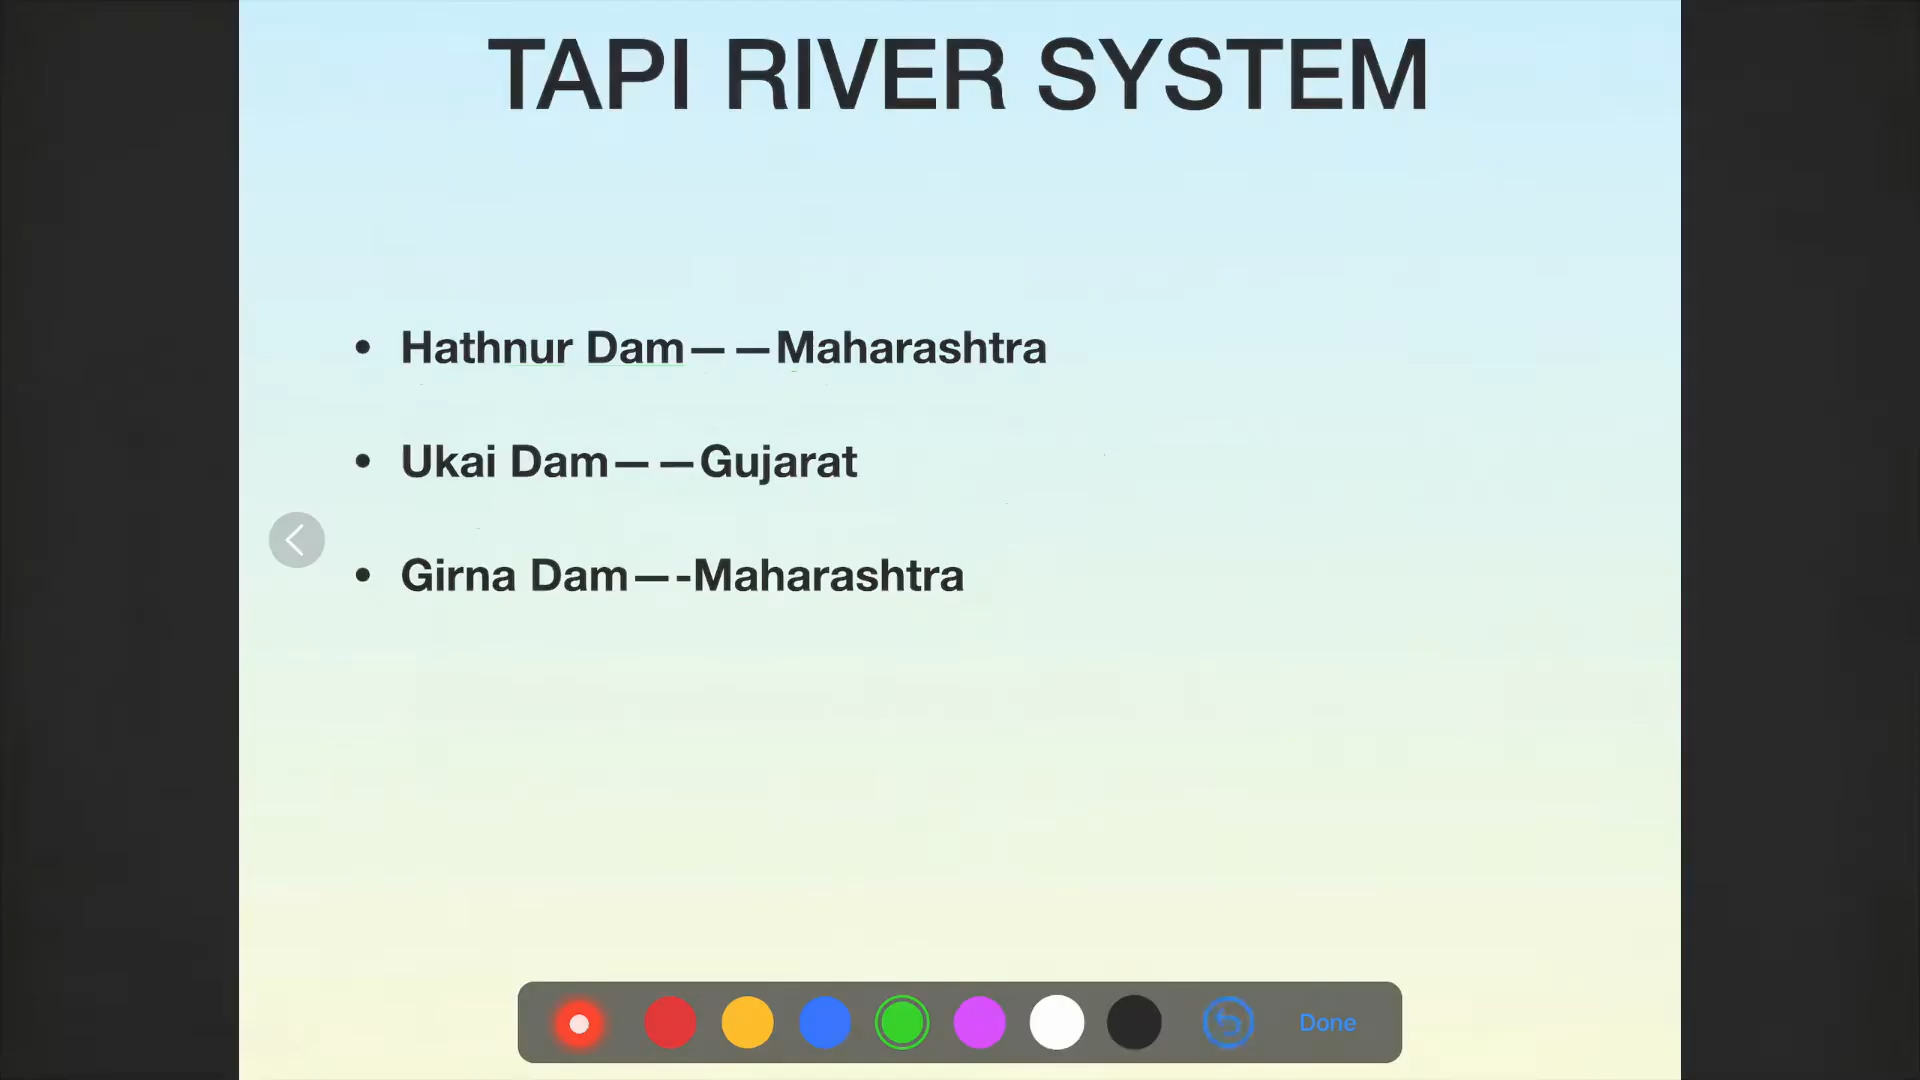 TAPI RIVER SYSTEM
• Hathnur Dam——Maharashtra
• Ukai Dam——Gujarat
• Girna Dam—-Maharashtra
Done